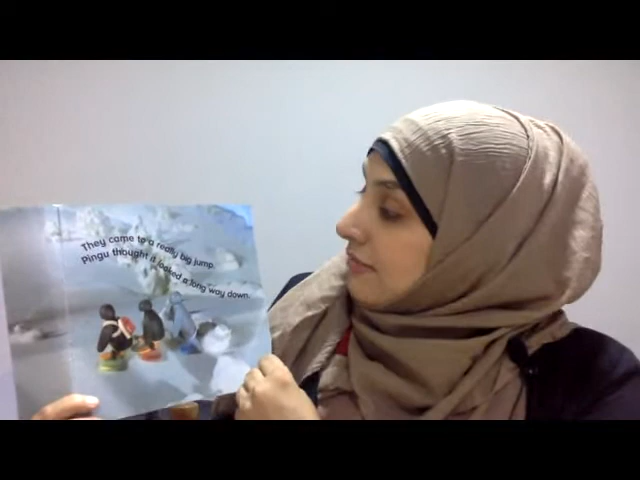 They came to a really big jump.
Pingu thought it looked a long way down.